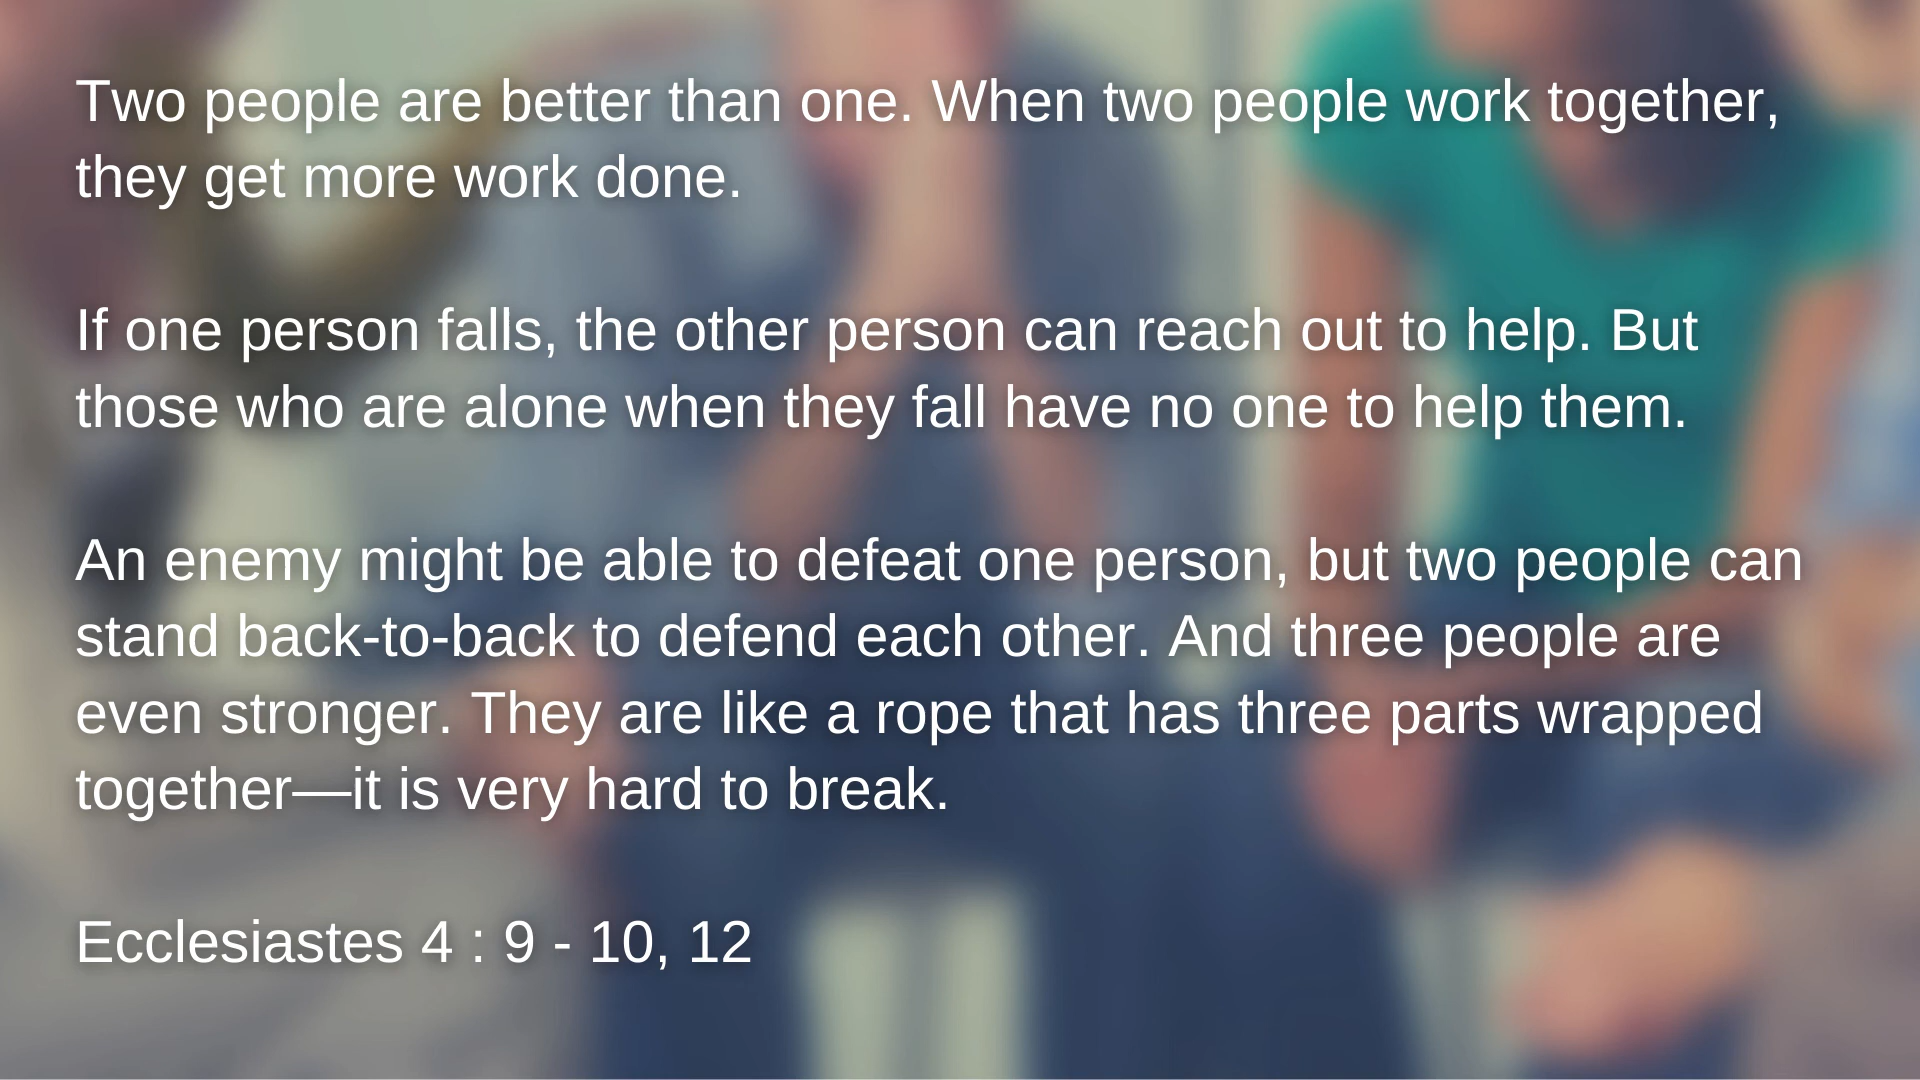 Two people are better than one. When two people work together,
they get more work done.
If one person falls, the other person can reach out to help. But
those who are alone when they fall have no one to help them.
An enemy might be able to defeat one person, but two people can
stand back-to-back to defend each other. And three people are
even stronger. They are like a rope that has three parts wrapped
together—it is very hard to break.
Ecclesiastes 4 : 9 - 10, 12